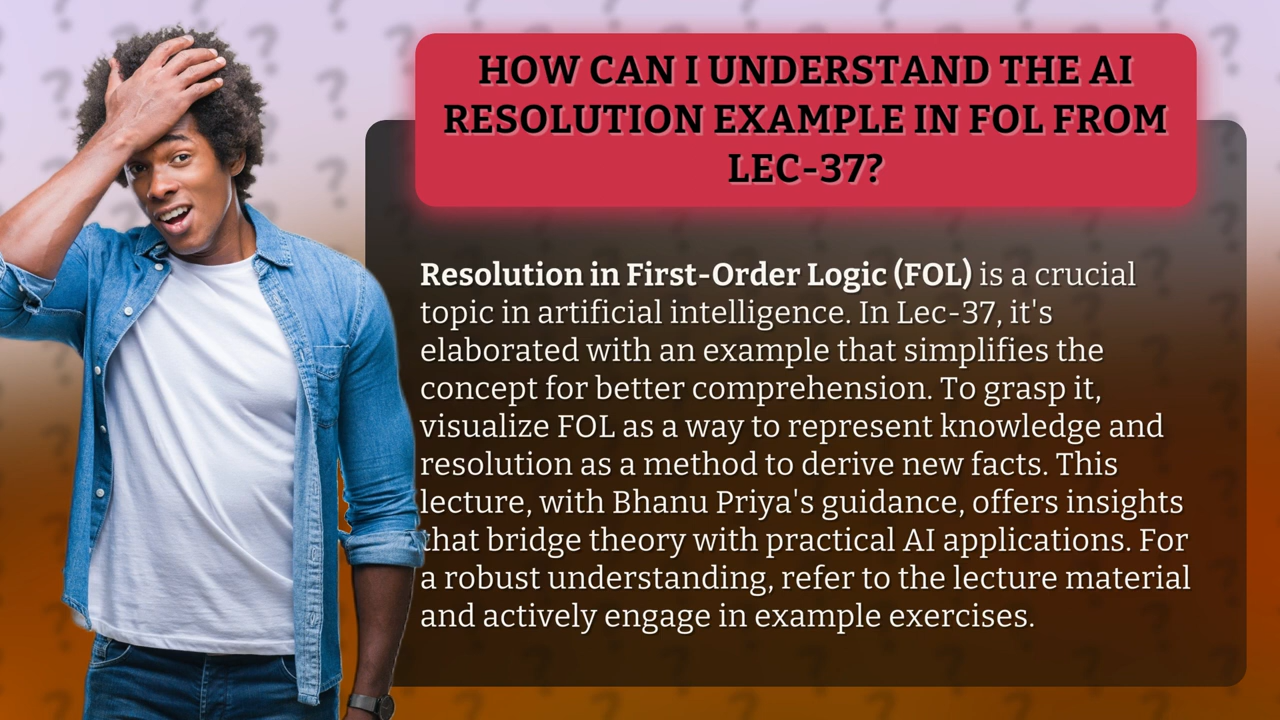 HOW CAN I UNDERSTAND THE AI
RESOLUTION EXAMPLE IN FOL FROM
LEC-37?
Resolution in First-Order Logic (FOL) is a crucial
topic in artificial intelligence. In Lec-37, it's
elaborated with an example that simplifies the
concept for better comprehension. To grasp it,
visualize FOL as a way to represent knowledge and
resolution as a method to derive new facts. This
lecture, with Bhanu Priya's guidance, offers insights
that bridge theory with practical AI applications. For
a robust understanding, refer to the lecture material
and actively engage in example exercises.